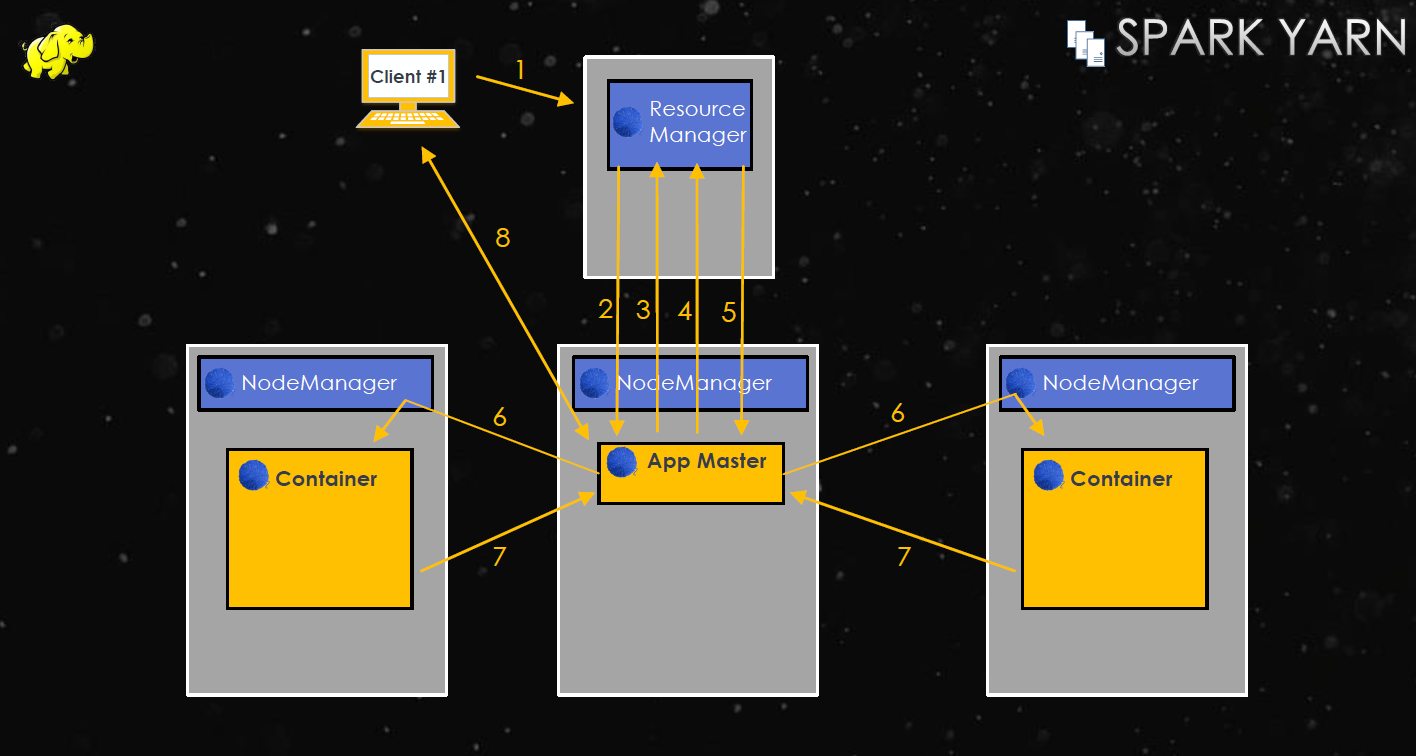 SPARK YARN
Client #1
1
Resource
Manager
8
2
3
4
5
NodeManager
NodeManager
NodeManager
6
6
App Master
Container
Container
7
7